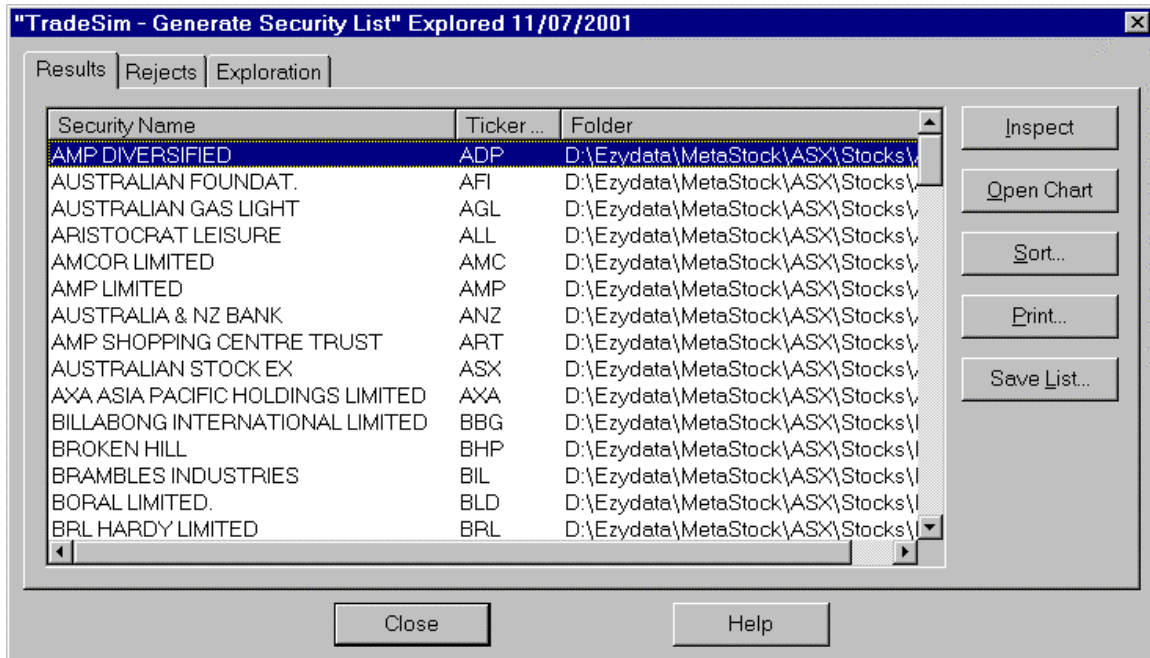 "TradeSim - Generate Security List" Explored 11/07/2001
Results Rejects Exploration
Security Name Ticker ... Folder
AMP DIVERSIFIED ADP D:\Ezydata\MetaStock\ASX\Stocks\
AUSTRALIAN FOUNDAT. AFI D:\Ezydata\MetaStock\ASX\Stocks\
AUSTRALIAN GAS LIGHT AGL D:\Ezydata\MetaStock\ASX\Stocks\
ARISTOCRAT LEISURE ALL D:\Ezydata\MetaStock\ASX\Stocks\
AMCOR LIMITED AMC D:\Ezydata\MetaStock\ASX\Stocks\
AMP LIMITED AMP D:\Ezydata\MetaStock\ASX\Stocks\
AUSTRALIA & NZ BANK ANZ D:\Ezydata\MetaStock\ASX\Stocks\
AMP SHOPPING CENTRE TRUST ART D:\Ezydata\MetaStock\ASX\Stocks\
AUSTRALIAN STOCK EX ASX D:\Ezydata\MetaStock\ASX\Stocks\
AXA ASIA PACIFIC HOLDINGS LIMITED AXA D:\Ezydata\MetaStock\ASX\Stocks\
BILLABONG INTERNATIONAL LIMITED BBG D:\Ezydata\MetaStock\ASX\Stocks\
BROKEN HILL BHP D:\Ezydata\MetaStock\ASX\Stocks\
BRAMBLES INDUSTRIES BIL D:\Ezydata\MetaStock\ASX\Stocks\
BORAL LIMITED. BLD D:\Ezydata\MetaStock\ASX\Stocks\
BRL HARDY LIMITED BRL D:\Ezydata\MetaStock\ASX\Stocks\
Inspect
Open Chart
Sort...
Print...
Save List...
Close Help